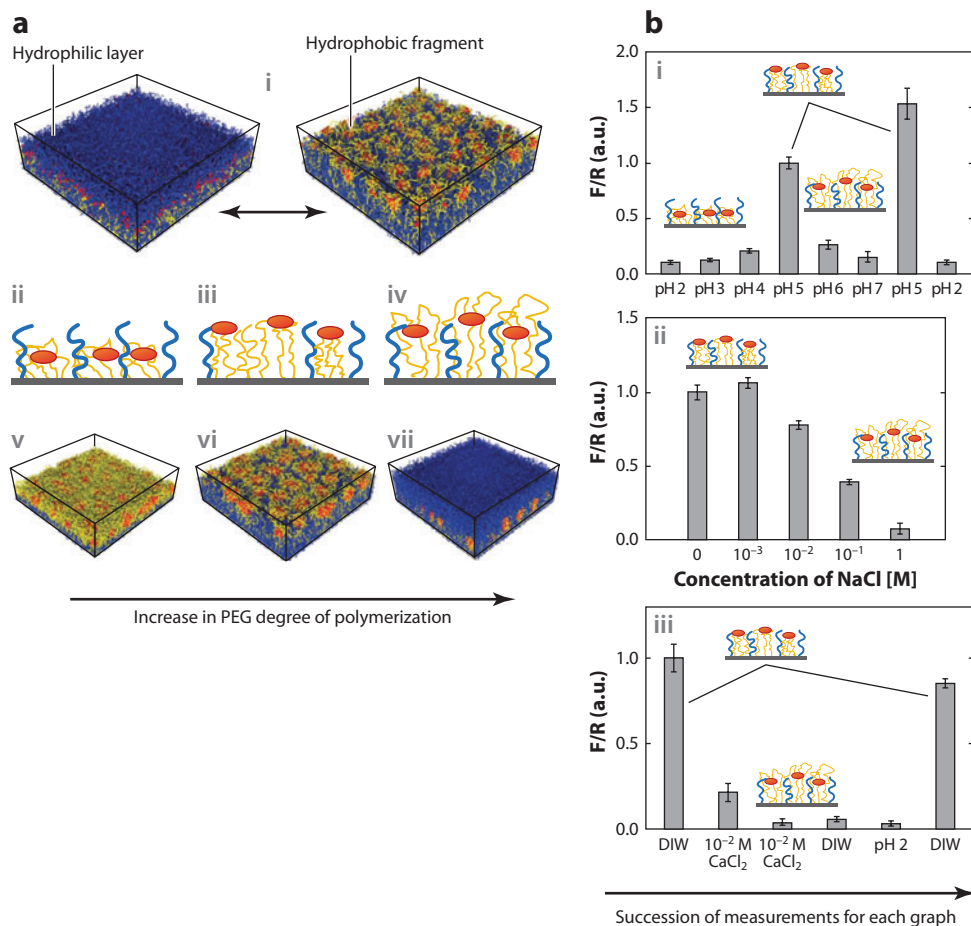 a
Hydrophilic layer
Hydrophobic fragment
i
ii
iii
iv
v
vi
vii
Increase in PEG degree of polymerization
b
i
F/R (a.u.)
2.0
1.5
1.0
0.5
0.0
pH 2 pH 3 pH 4 pH 5 pH 6 pH 7 pH 5 pH 2
ii
F/R (a.u.)
1.5
1.0
0.5
0.0
0 10⁻³ 10⁻² 10⁻¹ 1
Concentration of NaCl [M]
iii
F/R (a.u.)
1.0
0.5
0.0
DIW 10⁻² M 10⁻² M DIW pH 2 DIW
CaCl₂ CaCl₂
Succession of measurements for each graph